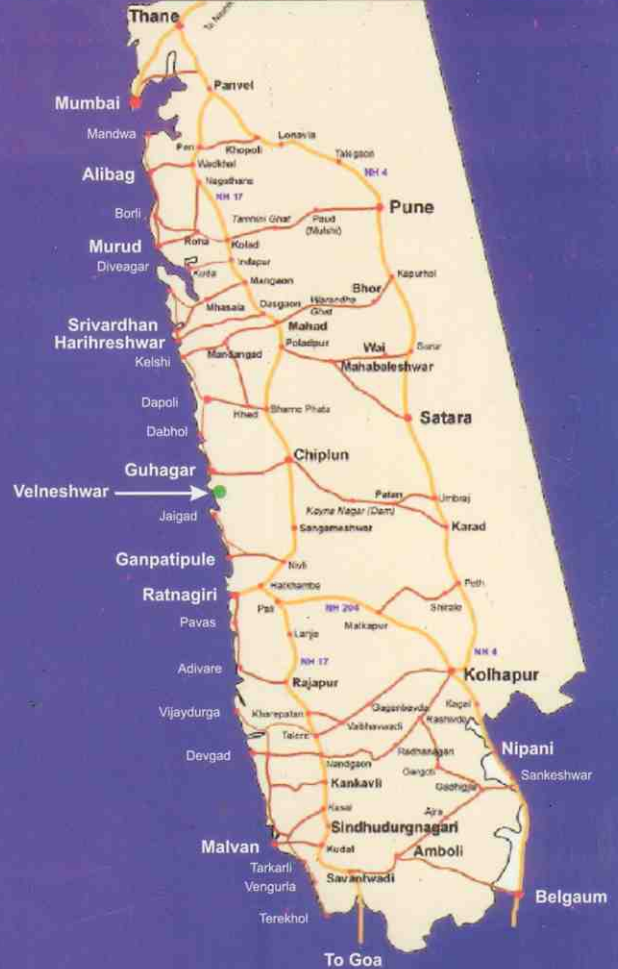 To Nashik
Thane
Panvel
Mumbai
Mandwa
Pen
Khopoli
Lonavla
Talegaon
Wadkhal
NH 4
Alibag
Nagothane
NH 17
Pune
Borli
Tamhini Ghat
Paud
(Mulshi)
Murud
Roha
Kolad
Diveagar
Indapur
Kuda
Mangaon
Kapurhol
Bhor
Mhasala
Dasgaon
Warandha
Ghat
Srivardhan
Mahad
Harihreshwar
Poladpur
Wai
Surur
Kelshi
Mandangad
Mahabaleshwar
Dapoli
Khed
Bharne Phata
Satara
Dabhol
Chiplun
Guhagar
Velneshwar
Patan
Umbraj
Koyna Nagar (Dam)
Jaigad
Sangameshwar
Karad
Ganpatipule
Nivli
Hatkhamba
Peth
Ratnagiri
Pali
NH 204
Shirale
Pavas
Malkapur
Lanja
NH 17
NH 4
Adivare
Kolhapur
Rajapur
Vijaydurga
Kharepatan
Gaganbavda
Kagal
Rashivde
Vaibhavwadi
Talere
Devgad
Radhanagari
Nipani
Nandgaon
Gargoti
Sankeshwar
Kankavli
Gadhiglaj
Kasal
Ajra
Sindhudurgnagari
Malvan
Kudal
Amboli
Tarkarli
Savantwadi
Vengurla
Belgaum
Terekhol
To Goa